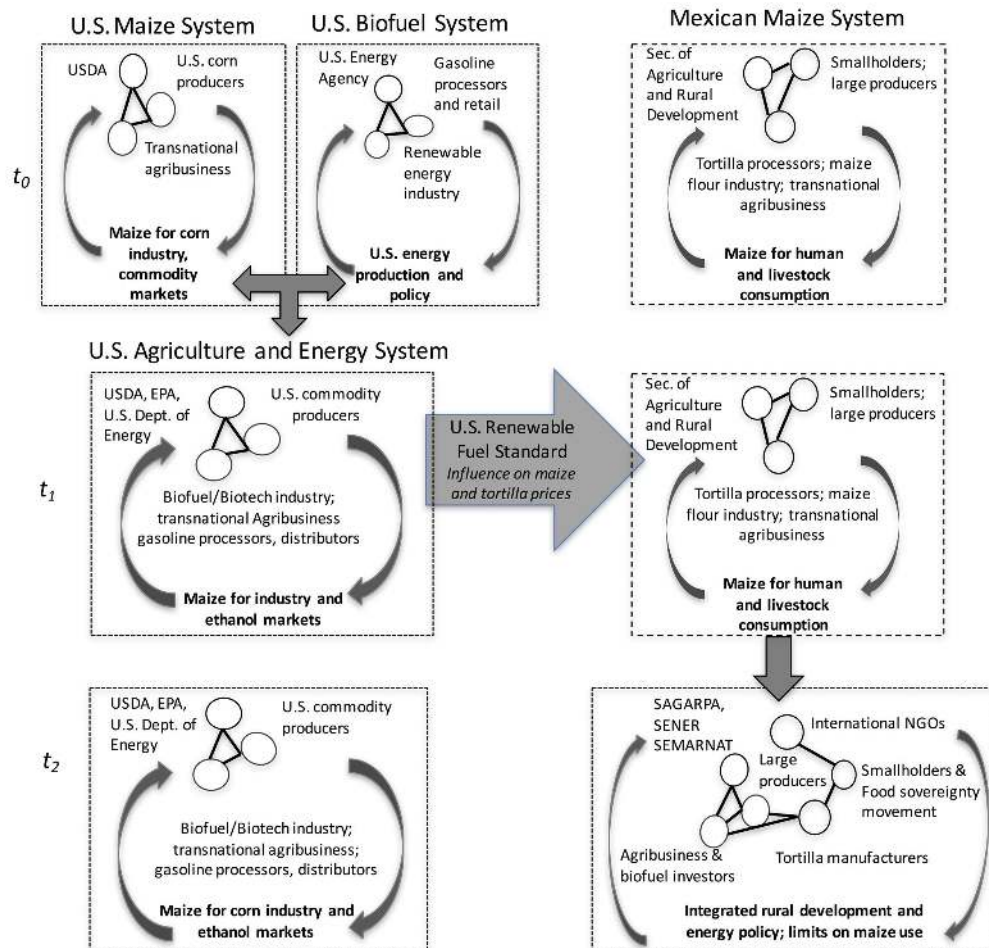 U.S. Maize System
U.S. Biofuel System
Mexican Maize System
t0
USDA
U.S. corn
producers
Transnational
agribusiness
Maize for corn
industry,
commodity
markets
U.S. Energy
Agency
Gasoline
processors
and retail
Renewable
energy
industry
U.S. energy
production and
policy
Sec. of
Agriculture
and Rural
Development
Smallholders;
large producers
Tortilla processors; maize
flour industry; transnational
agribusiness
Maize for human
and livestock
consumption
U.S. Agriculture and Energy System
t1
USDA, EPA,
U.S. Dept. of
Energy
U.S. commodity
producers
Biofuel/Biotech industry;
transnational Agribusiness
gasoline processors, distributors
Maize for industry and
ethanol markets
U.S. Renewable
Fuel Standard
Influence on maize
and tortilla prices
Sec. of
Agriculture
and Rural
Development
Smallholders;
large producers
Tortilla processors; maize
flour industry; transnational
agribusiness
Maize for human
and livestock
consumption
t2
USDA, EPA,
U.S. Dept. of
Energy
U.S. commodity
producers
Biofuel/Biotech industry;
transnational agribusiness;
gasoline processors, distributors
Maize for corn industry and
ethanol markets
SAGARPA,
SENER
SEMARNAT
International NGOs
Large
producers
Smallholders &
Food sovereignty
movement
Agribusiness &
biofuel investors
Tortilla manufacturers
Integrated rural development and
energy policy; limits on maize use